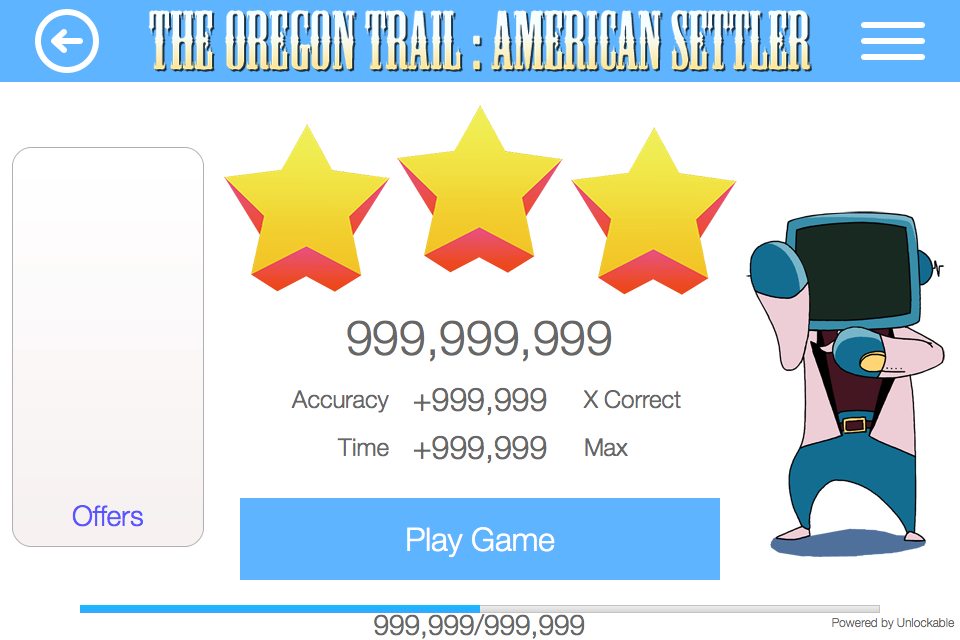 THE OREGON TRAIL : AMERICAN SETTLER
999,999,999
Accuracy +999,999 X Correct
Time +999,999 Max
Offers
Play Game
999,999/999,999
Powered by Unlockable